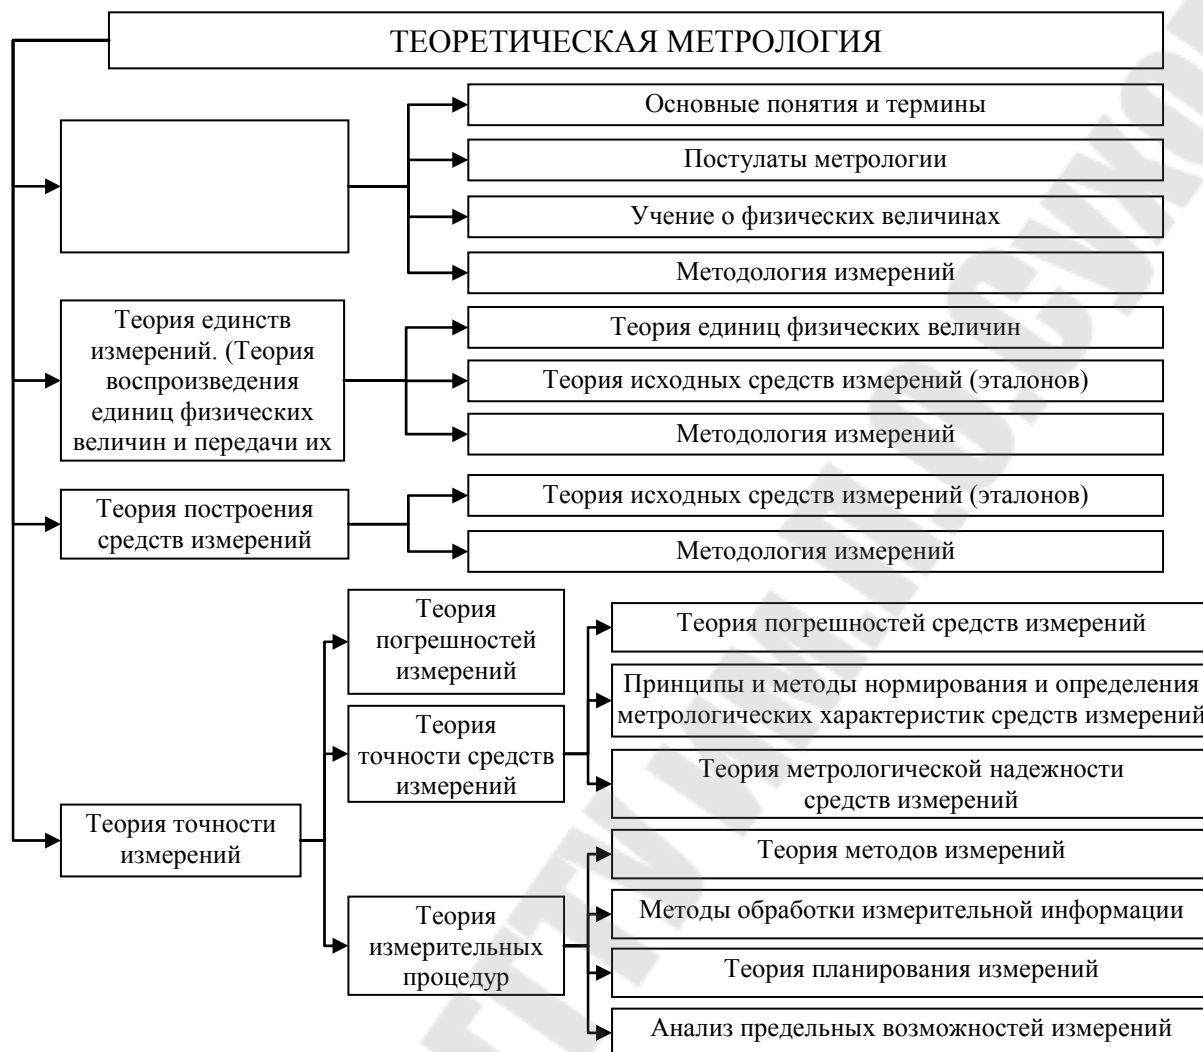 ТЕОРЕТИЧЕСКАЯ МЕТРОЛОГИЯ
Основные понятия и термины
Постулаты метрологии
Учение о физических величинах
Методология измерений
Теория единств
измерений. (Теория
воспроизведения
единиц физических
величин и передачи их
Теория единиц физических величин
Теория исходных средств измерений (эталонов)
Методология измерений
Теория построения
средств измерений
Теория исходных средств измерений (эталонов)
Методология измерений
Теория точности
измерений
Теория
погрешностей
измерений
Теория
точности средств
измерений
Теория погрешностей средств измерений
Принципы и методы нормирования и определения
метрологических характеристик средств измерений
Теория метрологической надежности
средств измерений
Теория
измерительных
процедур
Теория методов измерений
Методы обработки измерительной информации
Теория планирования измерений
Анализ предельных возможностей измерений